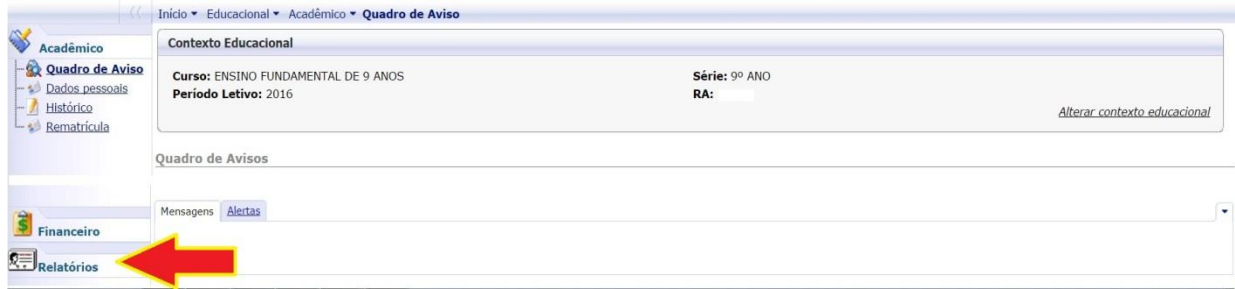 Início Educacional Acadêmico Quadro de Aviso
Acadêmico
Quadro de Aviso
Dados pessoais
Histórico
Rematrícula
Contexto Educacional
Curso: ENSINO FUNDAMENTAL DE 9 ANOS
Série: 9º ANO
Período Letivo: 2016
RA:
Alterar contexto educacional
Quadro de Avisos
Mensagens Alertas
Financeiro
Relatórios